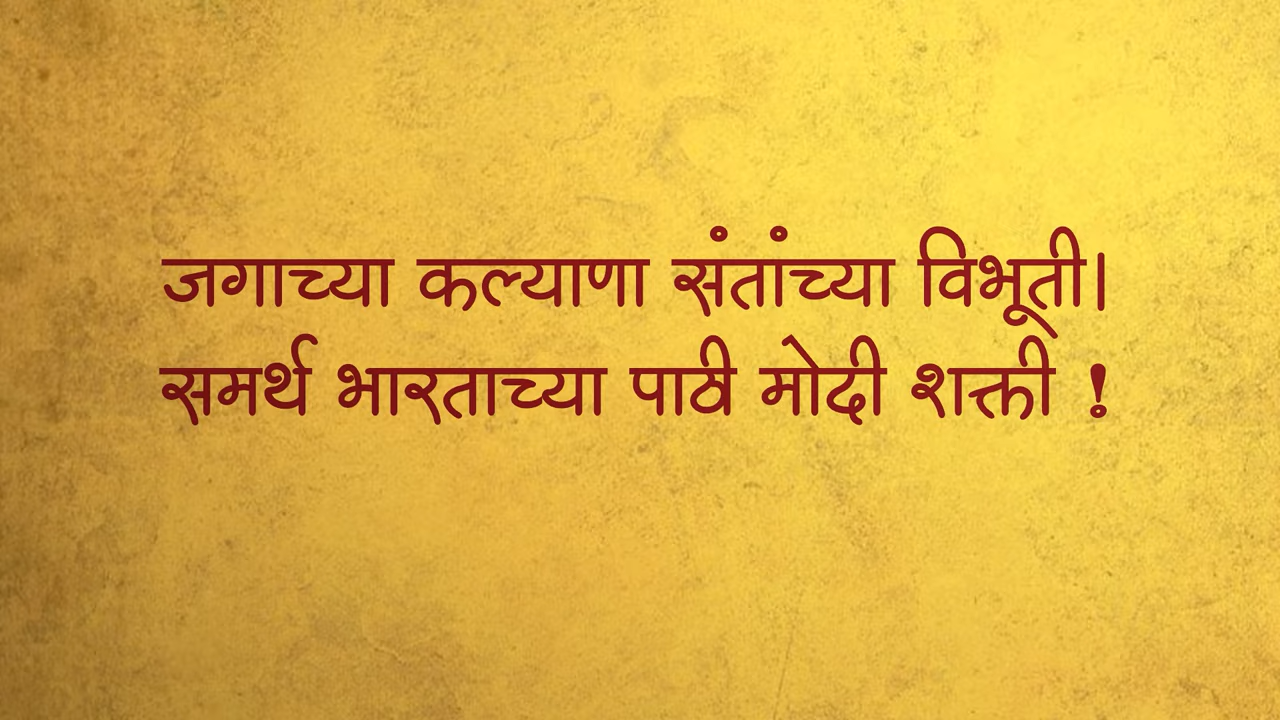 जगाच्या कल्याणा संतांच्या विभूती।
समर्थ भारताच्या पाठी मोदी शक्ती !